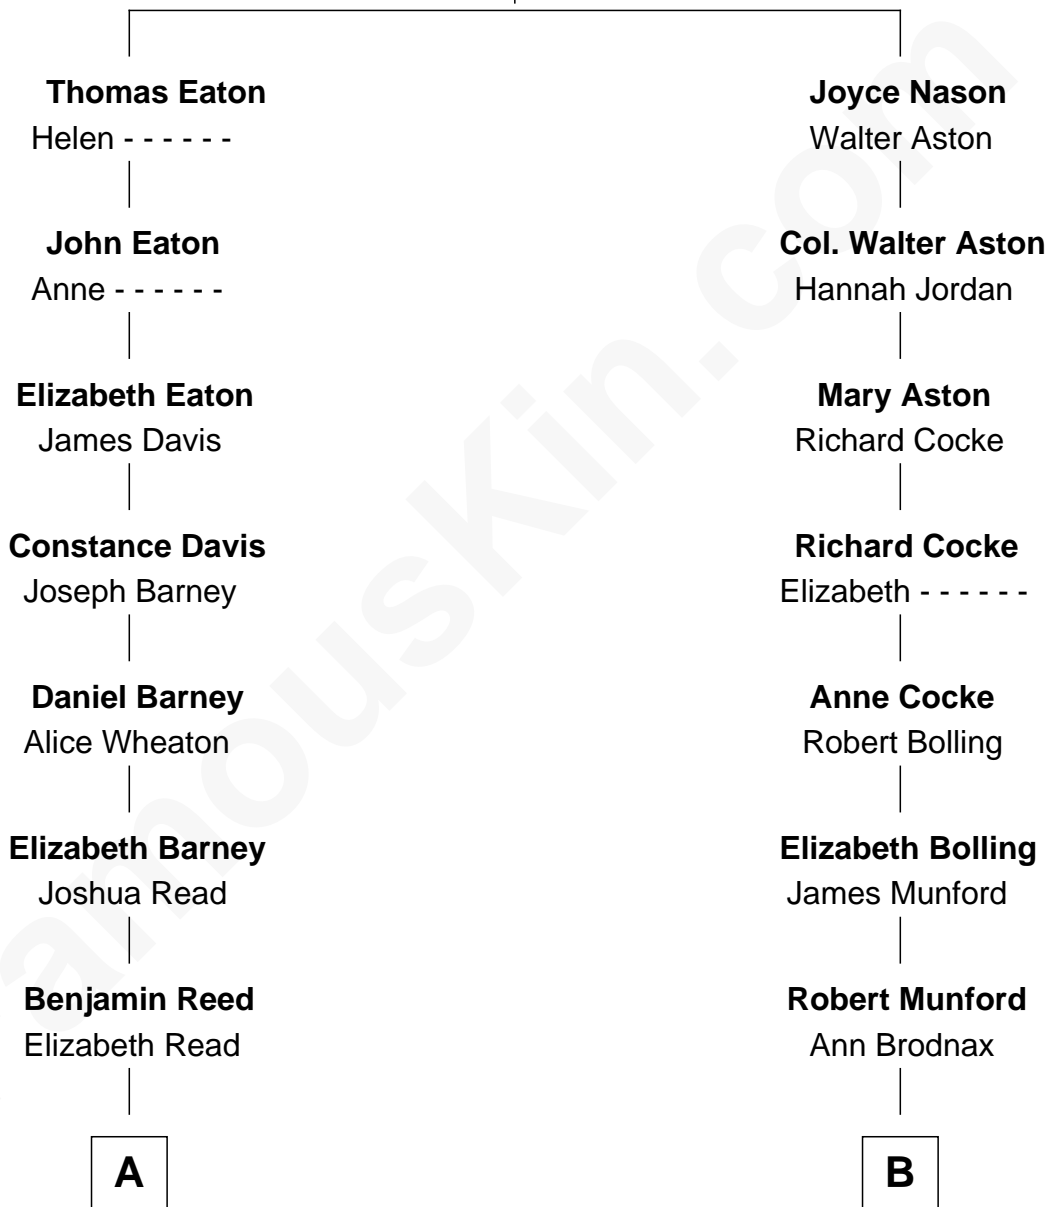 Thomas Eaton
Helen - - - - - -
John Eaton
Anne - - - - - -
Elizabeth Eaton
James Davis
Constance Davis
Joseph Barney
Daniel Barney
Alice Wheaton
Elizabeth Barney
Joshua Read
Benjamin Reed
Elizabeth Read
A
Joyce Nason
Walter Aston
Col. Walter Aston
Hannah Jordan
Mary Aston
Richard Cocke
Richard Cocke
Elizabeth - - - - - -
Anne Cocke
Robert Bolling
Elizabeth Bolling
James Munford
Robert Munford
Ann Brodnax
B
amouskin.com